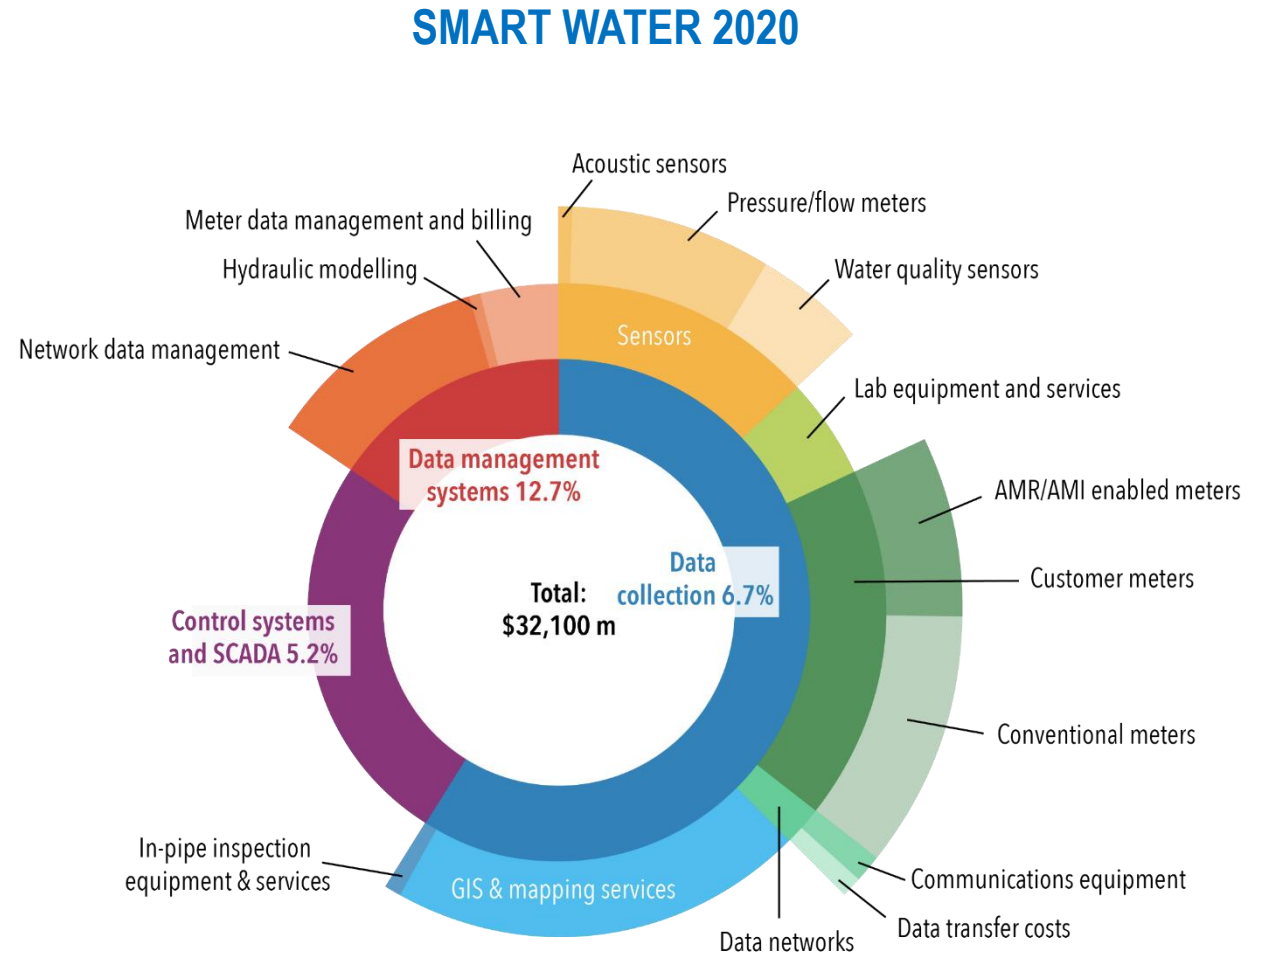 SMART WATER 2020
Acoustic sensors
Pressure/flow meters
Meter data management and billing
Hydraulic modelling
Water quality sensors
Sensors
Network data management
Lab equipment and services
Data management
systems 12.7%
AMR/AMI enabled meters
Data
collection 6.7%
Customer meters
Total:
$32,100 m
Control systems
and SCADA 5.2%
Conventional meters
In-pipe inspection
equipment & services
GIS & mapping services
Communications equipment
Data transfer costs
Data networks